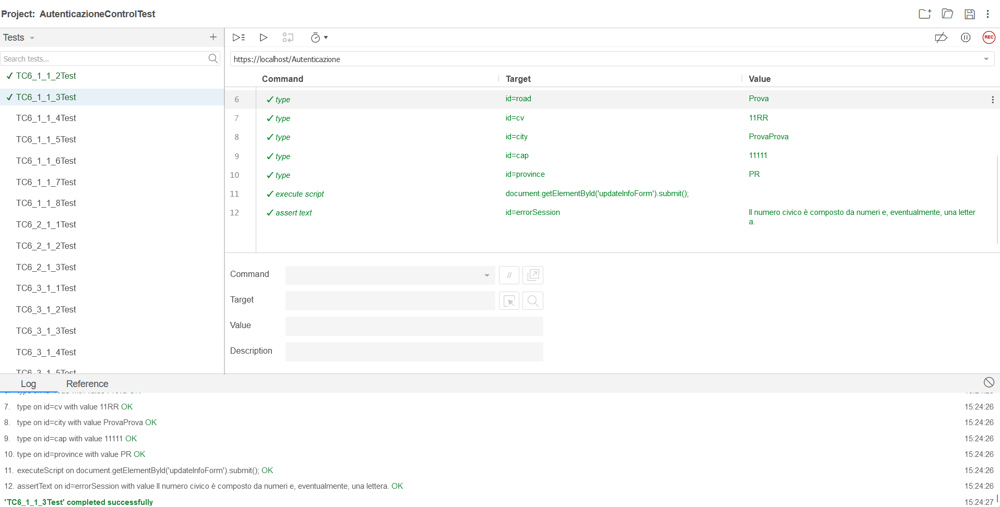 Project: AutenticazioneControlTest
Tests
Search tests...
✓ TC6_1_1_2Test
✓ TC6_1_1_3Test
TC6_1_1_4Test
TC6_1_1_5Test
TC6_1_1_6Test
TC6_1_1_7Test
TC6_1_1_8Test
TC6_2_1_1Test
TC6_2_1_2Test
TC6_2_1_3Test
TC6_3_1_1Test
TC6_3_1_2Test
TC6_3_1_3Test
TC6_3_1_4Test
TC6_3_1_5Test
REC
https://localhost/Autenticazione
Command Target Value
6 ✓ type id=road Prova
7 ✓ type id=cv 11RR
8 ✓ type id=city ProvaProva
9 ✓ type id=cap 11111
10 ✓ type id=province PR
11 ✓ execute script document.getElementById('updateInfoForm').submit();
12 ✓ assert text id=errorSession Il numero civico è composto da numeri e, eventualmente, una letter
a.
Command //
Target
Value
Description
Log Reference
7. type on id=cv with value 11RR OK 15:24:26
8. type on id=city with value ProvaProva OK 15:24:26
9. type on id=cap with value 11111 OK 15:24:26
10. type on id=province with value PR OK 15:24:26
11. executeScript on document.getElementById('updateInfoForm').submit(); OK 15:24:26
12. assertText on id=errorSession with value Il numero civico è composto da numeri e, eventualmente, una lettera. OK 15:24:26
'TC6_1_1_3Test' completed successfully 15:24:27